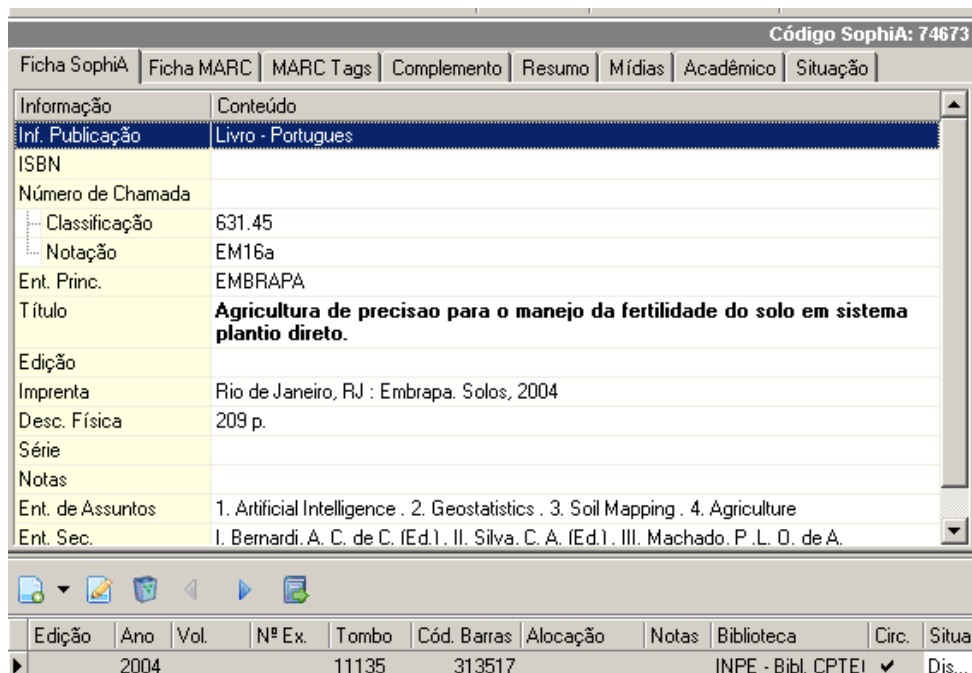 Código SophiA: 74673
Ficha SophiA Ficha MARC MARC Tags Complemento Resumo Mídias Acadêmico Situação
Informação Conteúdo
Inf. Publicação Livro - Portugues
ISBN
Número de Chamada
Classificação 631.45
Notação EM16a
Ent. Princ. EMBRAPA
Título Agricultura de precisao para o manejo da fertilidade do solo em sistema
plantio direto.
Edição
Imprenta Rio de Janeiro, RJ : Embrapa. Solos, 2004
Desc. Física 209 p.
Série
Notas
Ent. de Assuntos 1. Artificial Intelligence . 2. Geostatistics . 3. Soil Mapping . 4. Agriculture
Ent. Sec. I. Bernardi, A. C. de C. (Ed.) . II. Silva, C. A. (Ed.) . III. Machado, P .L. O. de A.
Edição Ano Vol. Nº Ex. Tombo Cód. Barras Alocação Notas Biblioteca Circ. Situa
2004 11135 313517 INPE - Bibl. CPTE Dis...